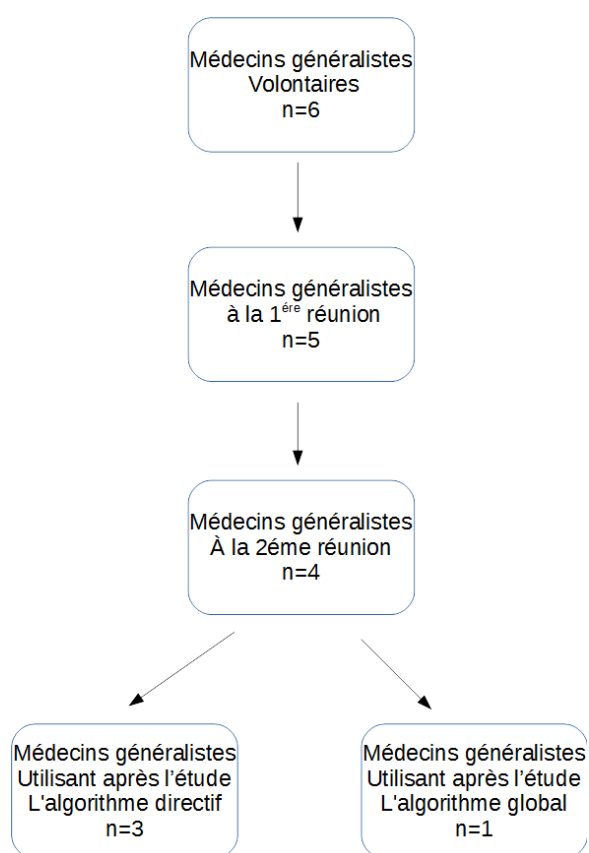 Médecins généralistes
Volontaires
n=6
Médecins généralistes
à la 1ére réunion
n=5
Médecins généralistes
À la 2éme réunion
n=4
Médecins généralistes
Utilisant après l'étude
L'algorithme directif
n=3
Médecins généralistes
Utilisant après l'étude
L'algorithme global
n=1